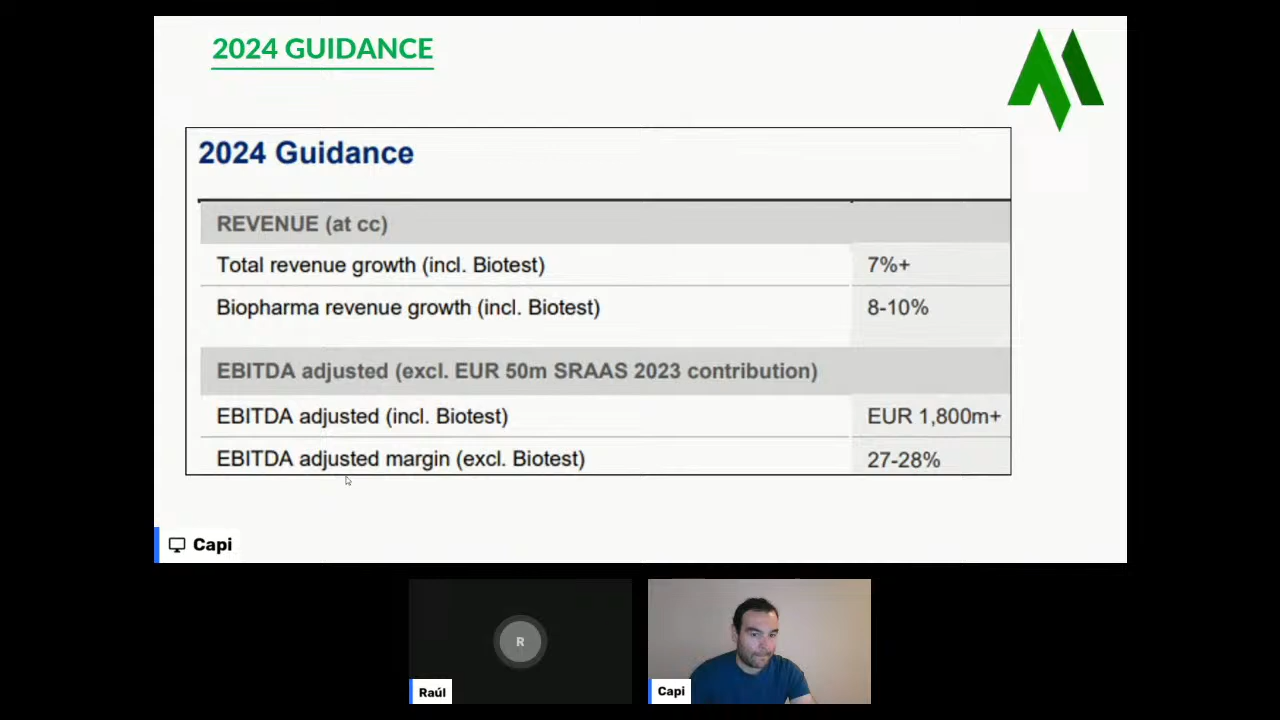 2024 GUIDANCE
2024 Guidance
REVENUE (at cc)
Total revenue growth (incl. Biotest) 7%+
Biopharma revenue growth (incl. Biotest) 8-10%
EBITDA adjusted (excl. EUR 50m SRAAS 2023 contribution)
EBITDA adjusted (incl. Biotest) EUR 1,800m+
EBITDA adjusted margin (excl. Biotest) 27-28%
Capi
R
Raúl
Capi